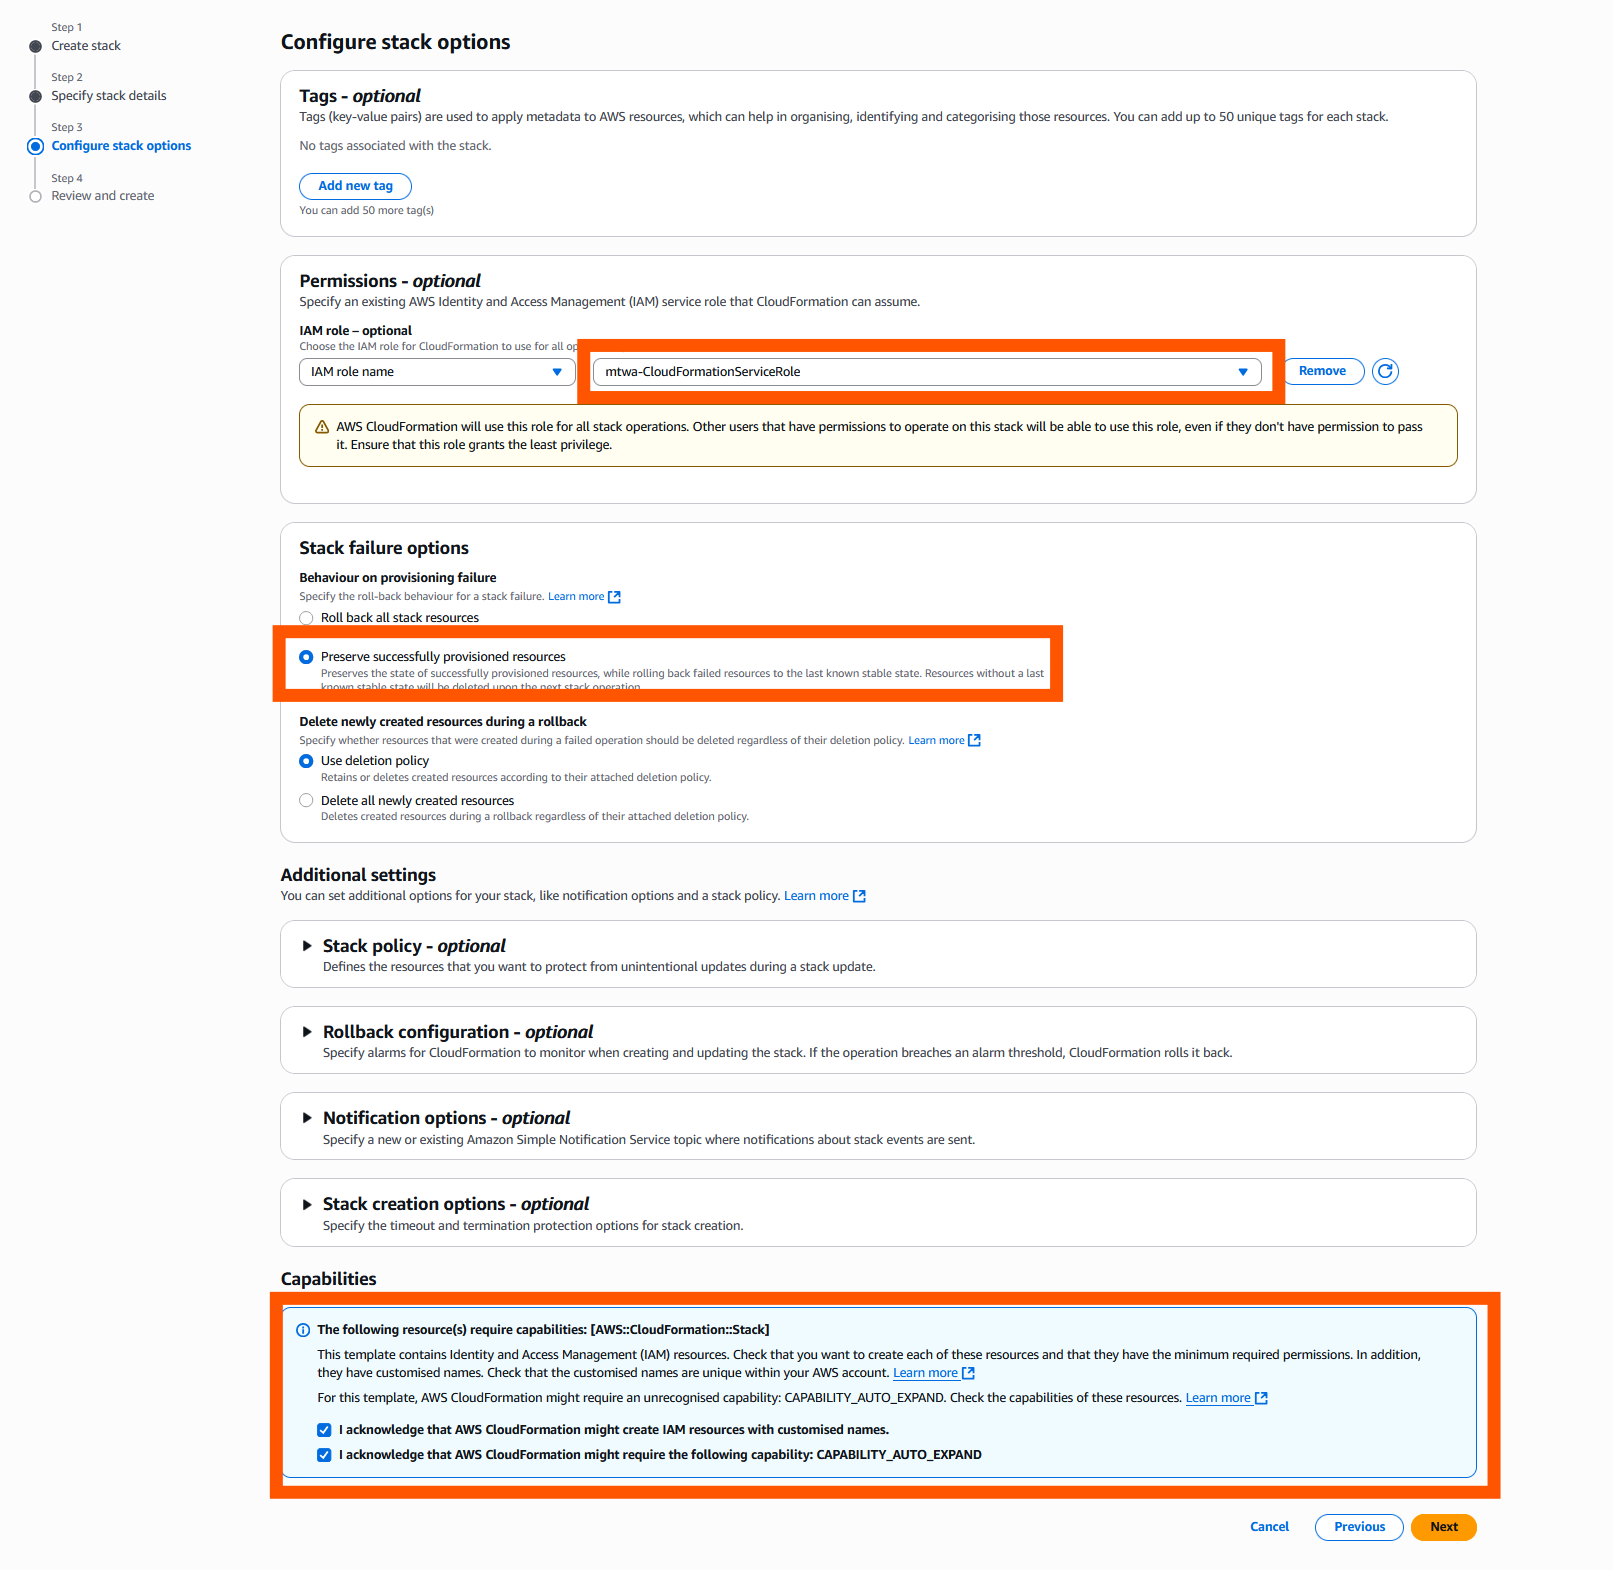 Step 1
Create stack
Step 2
Specify stack details
Step 3
Configure stack options
Step 4
Review and create
Configure stack options
Tags - optional
Tags (key-value pairs) are used to apply metadata to AWS resources, which can help in organising, identifying and categorising those resources. You can add up to 50 unique tags for each stack.
No tags associated with the stack.
Add new tag
You can add 50 more tag(s)
Permissions - optional
Specify an existing AWS Identity and Access Management (IAM) service role that CloudFormation can assume.
IAM role – optional
Choose the IAM role for CloudFormation to use for all op
IAM role name
mtwa-CloudFormationServiceRole
Remove
AWS CloudFormation will use this role for all stack operations. Other users that have permissions to operate on this stack will be able to use this role, even if they don't have permission to pass
it. Ensure that this role grants the least privilege.
Stack failure options
Behaviour on provisioning failure
Specify the roll-back behaviour for a stack failure. Learn more
Roll back all stack resources
Preserve successfully provisioned resources
Preserves the state of successfully provisioned resources, while rolling back failed resources to the last known stable state. Resources without a last
known stable state will be deleted upon the next stack operation.
Delete newly created resources during a rollback
Specify whether resources that were created during a failed operation should be deleted regardless of their deletion policy. Learn more
Use deletion policy
Retains or deletes created resources according to their attached deletion policy.
Delete all newly created resources
Deletes created resources during a rollback regardless of their attached deletion policy.
Additional settings
You can set additional options for your stack, like notification options and a stack policy. Learn more
Stack policy - optional
Defines the resources that you want to protect from unintentional updates during a stack update.
Rollback configuration - optional
Specify alarms for CloudFormation to monitor when creating and updating the stack. If the operation breaches an alarm threshold, CloudFormation rolls it back.
Notification options - optional
Specify a new or existing Amazon Simple Notification Service topic where notifications about stack events are sent.
Stack creation options - optional
Specify the timeout and termination protection options for stack creation.
Capabilities
The following resource(s) require capabilities: [AWS::CloudFormation::Stack]
This template contains Identity and Access Management (IAM) resources. Check that you want to create each of these resources and that they have the minimum required permissions. In addition,
they have customised names. Check that the customised names are unique within your AWS account. Learn more
For this template, AWS CloudFormation might require an unrecognised capability: CAPABILITY_AUTO_EXPAND. Check the capabilities of these resources. Learn more
I acknowledge that AWS CloudFormation might create IAM resources with customised names.
I acknowledge that AWS CloudFormation might require the following capability: CAPABILITY_AUTO_EXPAND
Cancel
Previous
Next